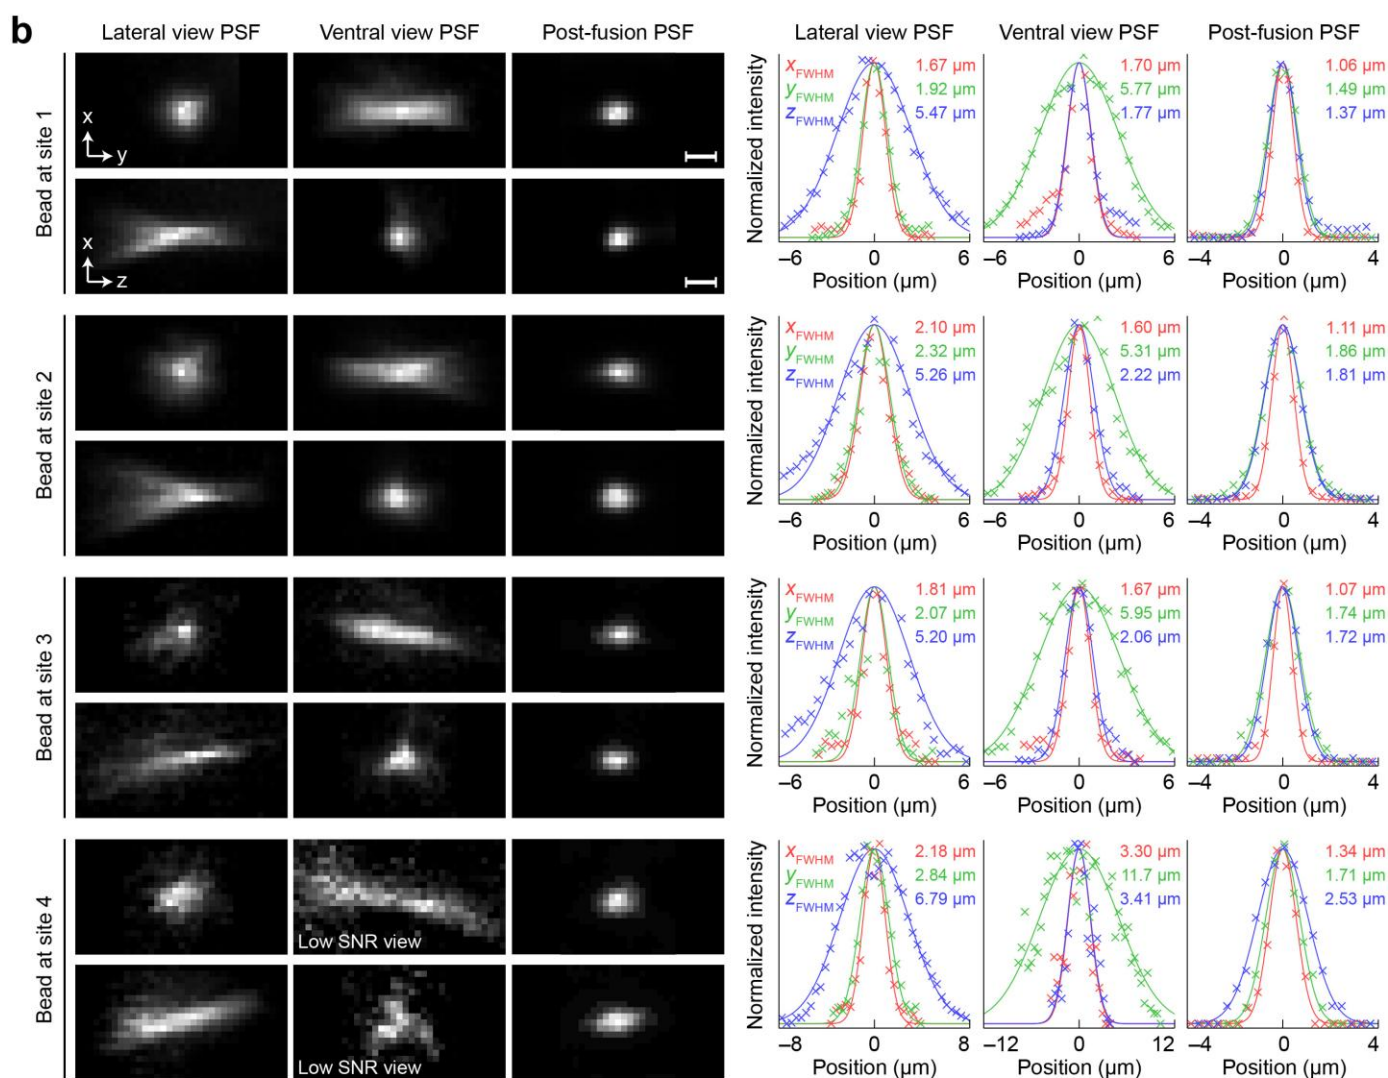 b
Lateral view PSF
Ventral view PSF
Post-fusion PSF
Lateral view PSF
Ventral view PSF
Post-fusion PSF
Bead at site 1
x
y
x
z
Normalized intensity
xFWHM 1.67 µm
yFWHM 1.92 µm
zFWHM 5.47 µm
1.70 µm
5.77 µm
1.77 µm
1.06 µm
1.49 µm
1.37 µm
–6 0 6
–6 0 6
–4 0 4
Position (µm)
Position (µm)
Position (µm)
Bead at site 2
Normalized intensity
xFWHM 2.10 µm
yFWHM 2.32 µm
zFWHM 5.26 µm
1.60 µm
5.31 µm
2.22 µm
1.11 µm
1.86 µm
1.81 µm
–6 0 6
–6 0 6
–4 0 4
Position (µm)
Position (µm)
Position (µm)
Bead at site 3
Normalized intensity
xFWHM 1.81 µm
yFWHM 2.07 µm
zFWHM 5.20 µm
1.67 µm
5.95 µm
2.06 µm
1.07 µm
1.74 µm
1.72 µm
–6 0 6
–6 0 6
–4 0 4
Position (µm)
Position (µm)
Position (µm)
Bead at site 4
Low SNR view
Low SNR view
Normalized intensity
xFWHM 2.18 µm
yFWHM 2.84 µm
zFWHM 6.79 µm
3.30 µm
11.7 µm
3.41 µm
1.34 µm
1.71 µm
2.53 µm
–8 0 8
–12 0 12
–4 0 4
Position (µm)
Position (µm)
Position (µm)